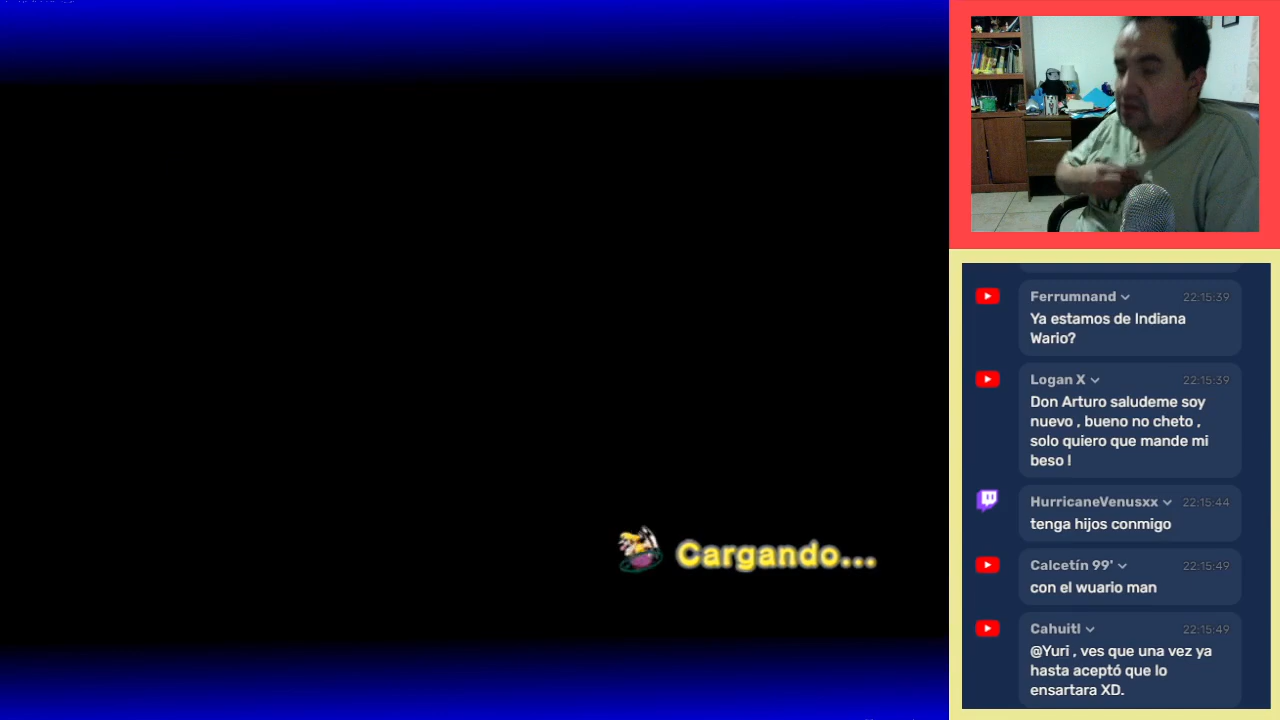 Cargando...
Ferrumnand 22:15:39
Ya estamos de Indiana
Wario?
Logan X 22:15:39
Don Arturo saludeme soy
nuevo , bueno no cheto ,
solo quiero que mande mi
beso !
HurricaneVenusxx 22:15:44
tenga hijos conmigo
Calcetín 99' 22:15:49
con el wuario man
Cahuitl 22:15:49
@Yuri , ves que una vez ya
hasta aceptó que lo
ensartara XD.